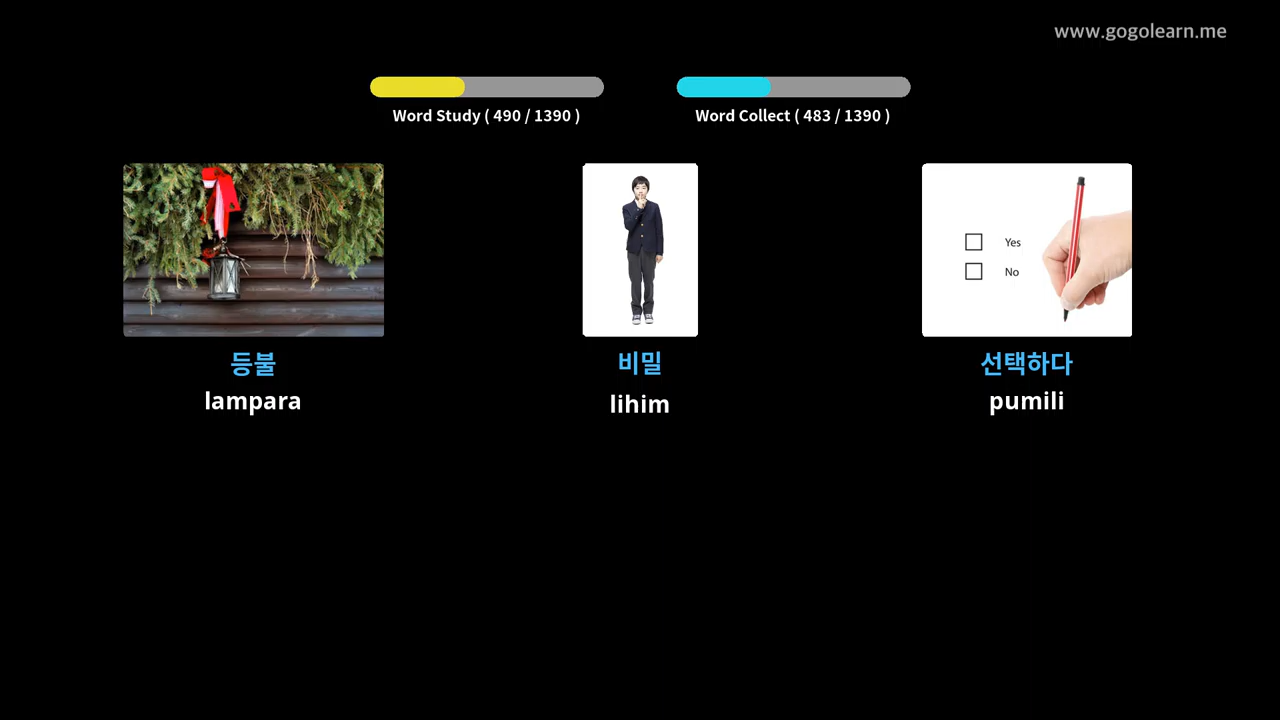 www.gogolearn.me
Word Study ( 490 / 1390 )
Word Collect ( 483 / 1390 )
Yes
No
등불
비밀
선택하다
lampara
lihim
pumili